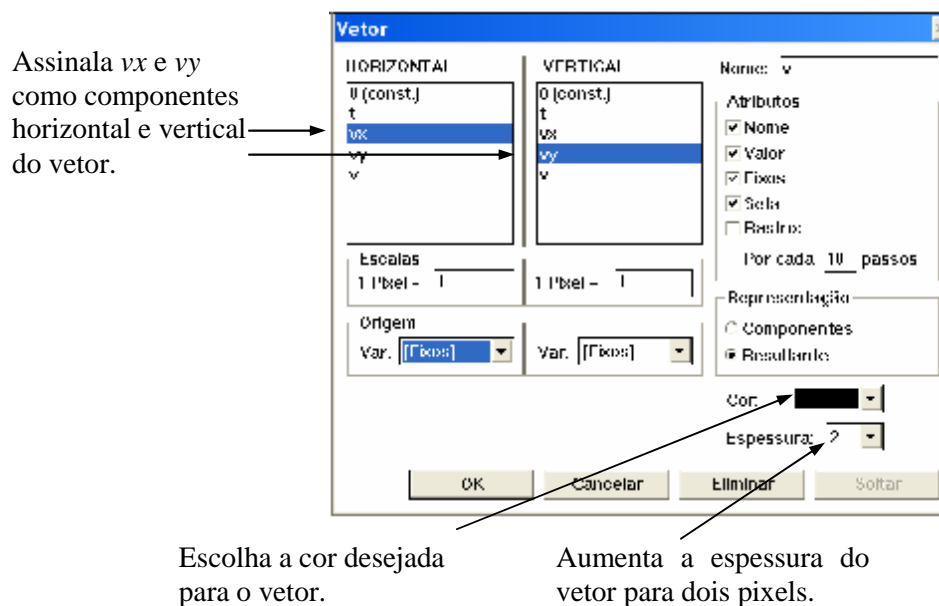 Vetor
Assinala vx e vy
como componentes
horizontal e vertical
do vetor.
HORIZONTAL
0 (const.)
t
vx
vy
v
VERTICAL
0 (const.)
t
vx
vy
v
Nome: v
Atributos
Nome
Valor
Eixos
Seta
Rastro:
Por cada 10 passos
Escalas
1 Pixel = 1
1 Pixel = 1
Origem
Var. [Eixos]
Var. [Eixos]
Representação
Componentes
Resultante
Cor:
Espessura: 2
OK
Cancelar
Eliminar
Soltar
Escolha a cor desejada
para o vetor.
Aumenta a espessura do
vetor para dois pixels.